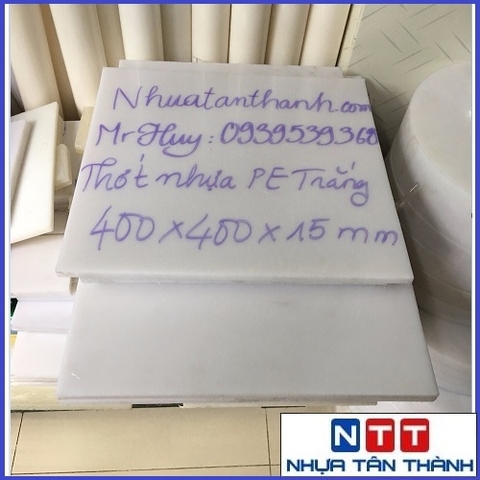 Nhuatanthanh.com
Mr Huy: 0939539368
Thớt nhựa PE Trắng
400 x 400 x 15 mm
NTT
NHỰA TÂN THÀNH